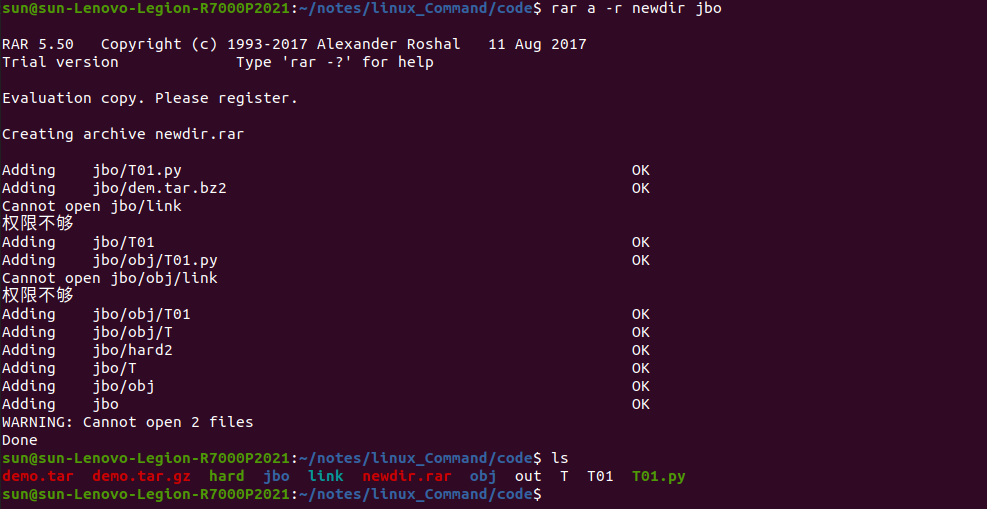 sun@sun-Lenovo-Legion-R7000P2021:~/notes/linux_Command/code$ rar a -r newdir jbo
RAR 5.50   Copyright (c) 1993-2017 Alexander Roshal   11 Aug 2017
Trial version             Type 'rar -?' for help
Evaluation copy. Please register.
Creating archive newdir.rar
Adding    jbo/T01.py                                                  OK
Adding    jbo/dem.tar.bz2                                             OK
Cannot open jbo/link
权限不够
Adding    jbo/T01                                                     OK
Adding    jbo/obj/T01.py                                              OK
Cannot open jbo/obj/link
权限不够
Adding    jbo/obj/T01                                                 OK
Adding    jbo/obj/T                                                   OK
Adding    jbo/hard2                                                   OK
Adding    jbo/T                                                       OK
Adding    jbo/obj                                                     OK
Adding    jbo                                                         OK
WARNING: Cannot open 2 files
Done
sun@sun-Lenovo-Legion-R7000P2021:~/notes/linux_Command/code$ ls
demo.tar  demo.tar.gz  hard  jbo  link  newdir.rar  obj  out  T  T01  T01.py
sun@sun-Lenovo-Legion-R7000P2021:~/notes/linux_Command/code$